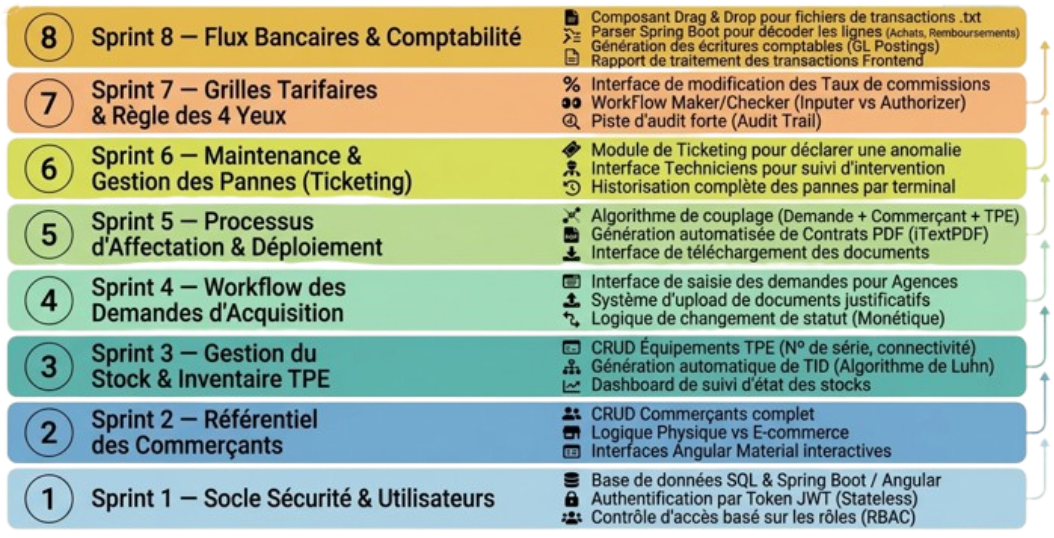 8
Sprint 8 – Flux Bancaires & Comptabilité
Composant Drag & Drop pour fichiers de transactions .txt
Parser Spring Boot pour décoder les lignes (Achats, Remboursements)
Génération des écritures comptables (GL Postings)
Rapport de traitement des transactions Frontend
7
Sprint 7 – Grilles Tarifaires
& Règle des 4 Yeux
Interface de modification des Taux de commissions
WorkFlow Maker/Checker (Inputer vs Authorizer)
Piste d'audit forte (Audit Trail)
6
Sprint 6 – Maintenance &
Gestion des Pannes (Ticketing)
Module de Ticketing pour déclarer une anomalie
Interface Techniciens pour suivi d'intervention
Historisation complète des pannes par terminal
5
Sprint 5 – Processus
d'Affectation & Déploiement
Algorithme de couplage (Demande + Commerçant + TPE)
Génération automatisée de Contrats PDF (iTextPDF)
Interface de téléchargement des documents
4
Sprint 4 – Workflow des
Demandes d'Acquisition
Interface de saisie des demandes pour Agences
Système d'upload de documents justificatifs
Logique de changement de statut (Monétique)
3
Sprint 3 – Gestion du
Stock & Inventaire TPE
CRUD Équipements TPE (Nº de série, connectivité)
Génération automatique de TID (Algorithme de Luhn)
Dashboard de suivi d'état des stocks
2
Sprint 2 – Référentiel
des Commerçants
CRUD Commerçants complet
Logique Physique vs E-commerce
Interfaces Angular Material interactives
1
Sprint 1 – Socle Sécurité & Utilisateurs
Base de données SQL & Spring Boot / Angular
Authentification par Token JWT (Stateless)
Contrôle d'accès basé sur les rôles (RBAC)